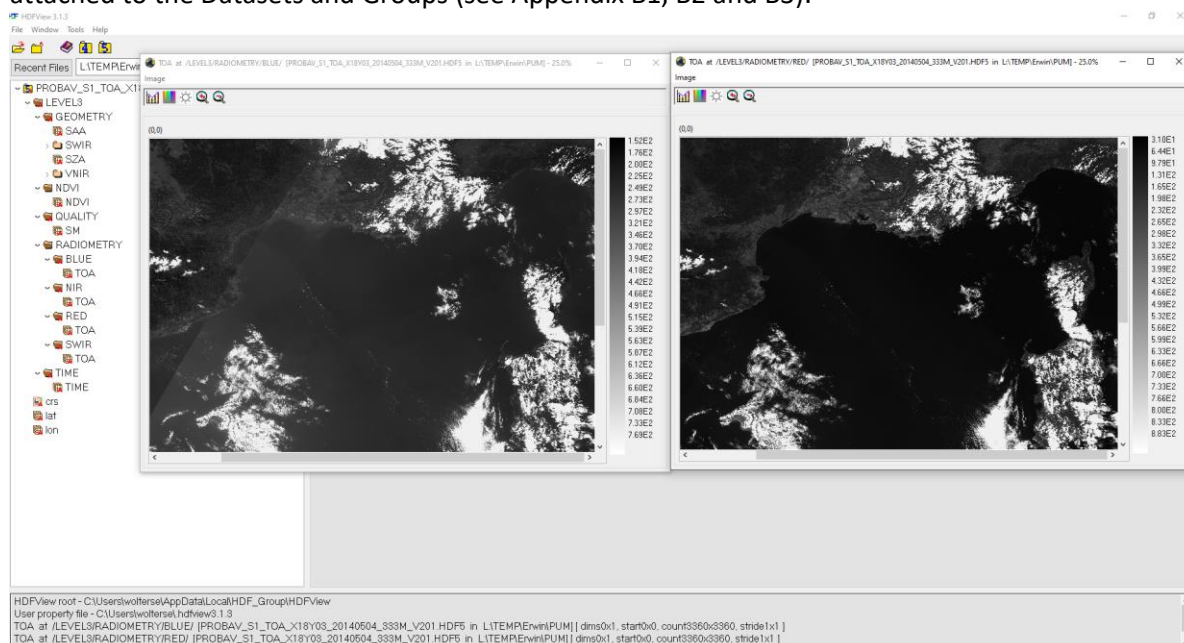 attached to the Datasets and Groups (see Appendix B1, B2 and B3).
HDFView 3.1.3
File Window Tools Help
Recent Files L:\TEMP\Erwin
PROBAV_S1_TOA_X18
LEVEL3
GEOMETRY
SAA
SWIR
SZA
VNIR
NDVI
NDVI
QUALITY
SM
RADIOMETRY
BLUE
TOA
NIR
TOA
RED
TOA
SWIR
TOA
TIME
TIME
crs
lat
lon
TOA at /LEVEL3/RADIOMETRY/BLUE/ [PROBAV_S1_TOA_X18Y03_20140504_333M_V201.HDF5 in L:\TEMP\Erwin\PUM] - 25.0%
Image
(0,0)
1.52E2
1.76E2
2.00E2
2.25E2
2.49E2
2.73E2
2.97E2
3.21E2
3.46E2
3.70E2
3.94E2
4.18E2
4.42E2
4.66E2
4.91E2
5.15E2
5.39E2
5.63E2
5.87E2
6.12E2
6.36E2
6.60E2
6.84E2
7.08E2
7.33E2
7.69E2
TOA at /LEVEL3/RADIOMETRY/RED/ [PROBAV_S1_TOA_X18Y03_20140504_333M_V201.HDF5 in L:\TEMP\Erwin\PUM] - 25.0%
Image
(0,0)
3.10E1
6.44E1
9.79E1
1.31E2
1.65E2
1.98E2
2.32E2
2.65E2
2.98E2
3.32E2
3.65E2
3.99E2
4.32E2
4.66E2
4.99E2
5.32E2
5.66E2
5.99E2
6.33E2
6.66E2
7.00E2
7.33E2
7.66E2
8.00E2
8.33E2
8.83E2
HDFView root - C:\Users\wolterse\AppData\Local\HDF_Group\HDFView
User property file - C:\Users\wolterse\.hdfview3.1.3
TOA at /LEVEL3/RADIOMETRY/BLUE/ [PROBAV_S1_TOA_X18Y03_20140504_333M_V201.HDF5 in L:\TEMP\Erwin\PUM] [ dims0x1, start0x0, count3360x3360, stride1x1 ]
TOA at /LEVEL3/RADIOMETRY/RED/ [PROBAV_S1_TOA_X18Y03_20140504_333M_V201.HDF5 in L:\TEMP\Erwin\PUM] [ dims0x1, start0x0, count3360x3360, stride1x1 ]